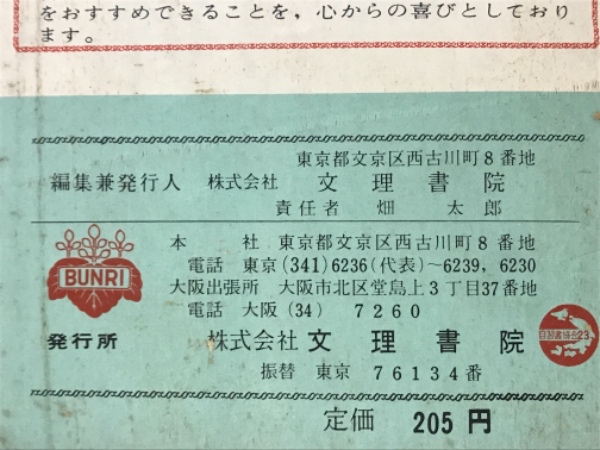 をおすすめできることを，心からの喜びとしており
ます。
東京都文京区西古川町8番地
編集兼発行人 株式会社 文理書院
責任者 畑 太郎
本 社 東京都文京区西古川町8番地
電話 東京(341)6236(代表)～6239，6230
大阪出張所 大阪市北区堂島上3丁目37番地
電話 大阪(34) 7260
BUNRI
発行所 株式会社 文理書院
自習書協会23
振替 東京 76134番
定価 205円